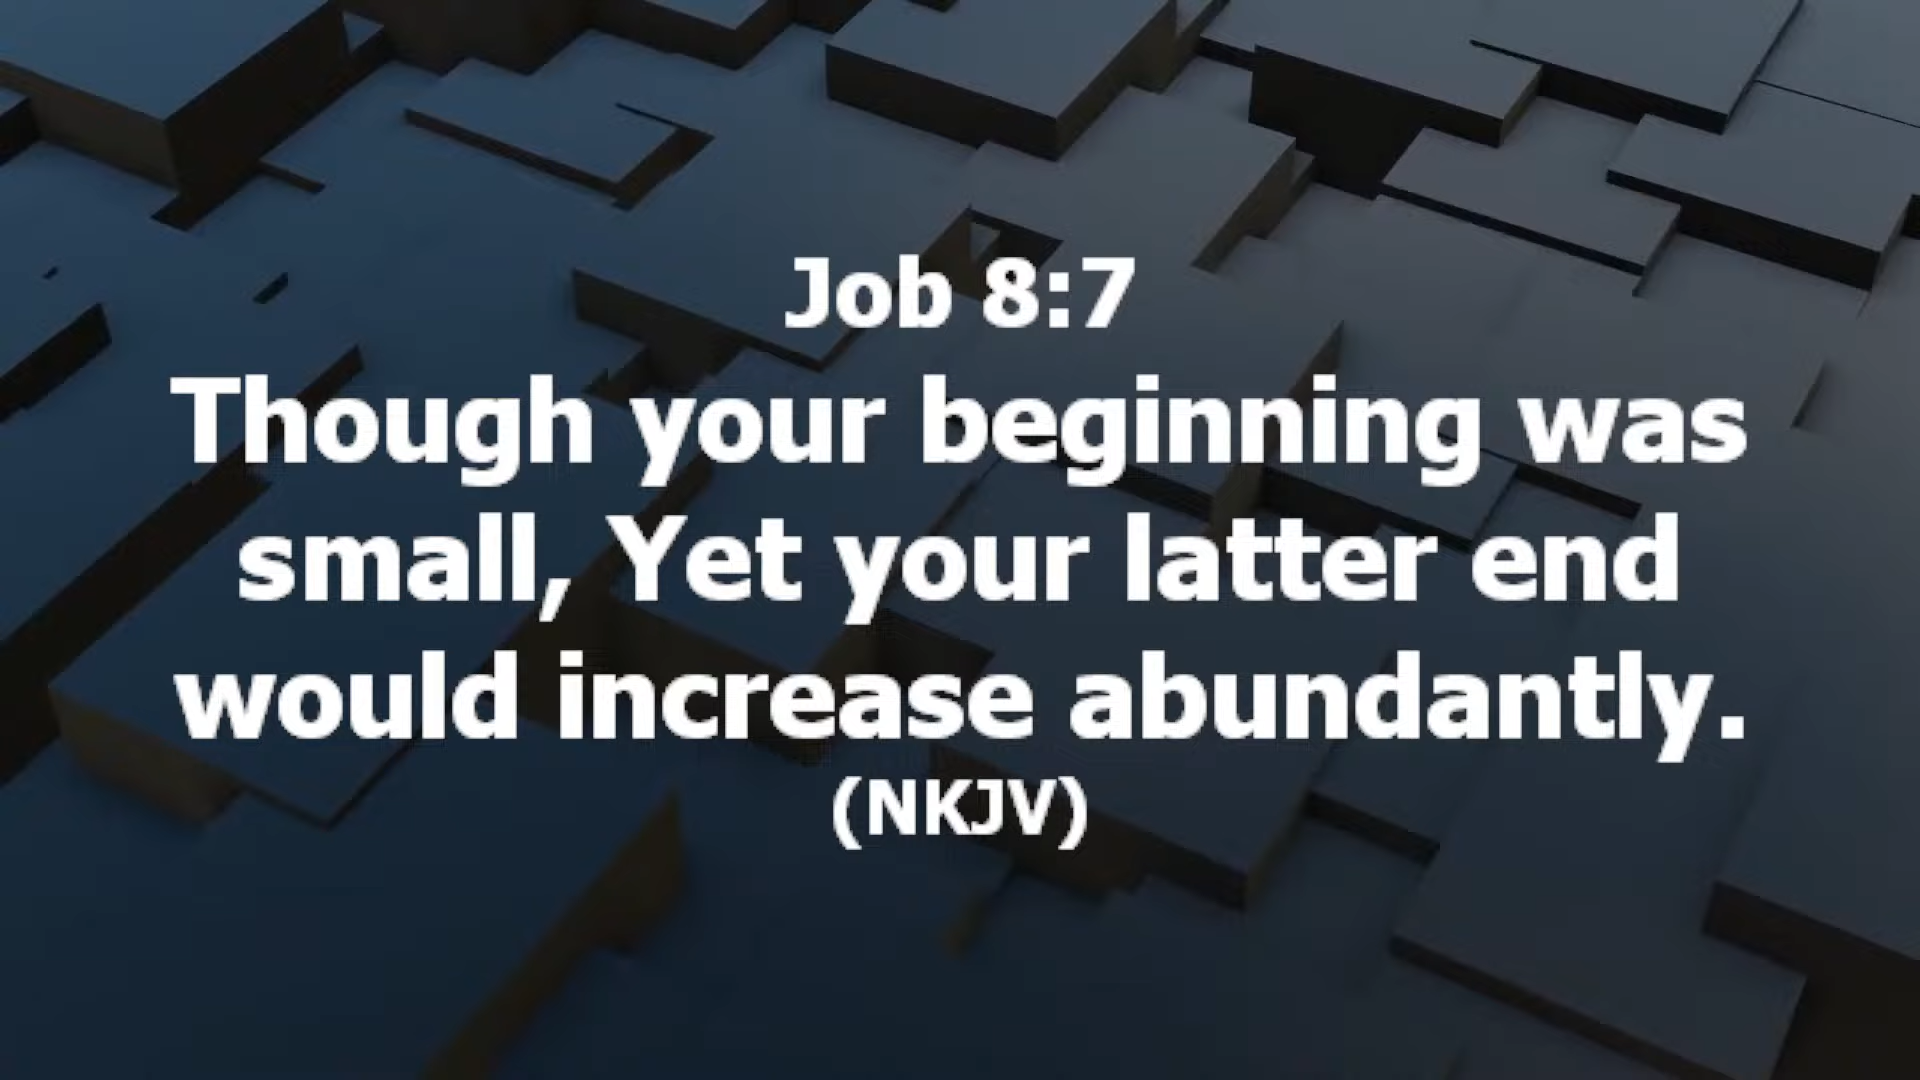 Job 8:7
Though your beginning was
small, Yet your latter end
would increase abundantly.
(NKJV)